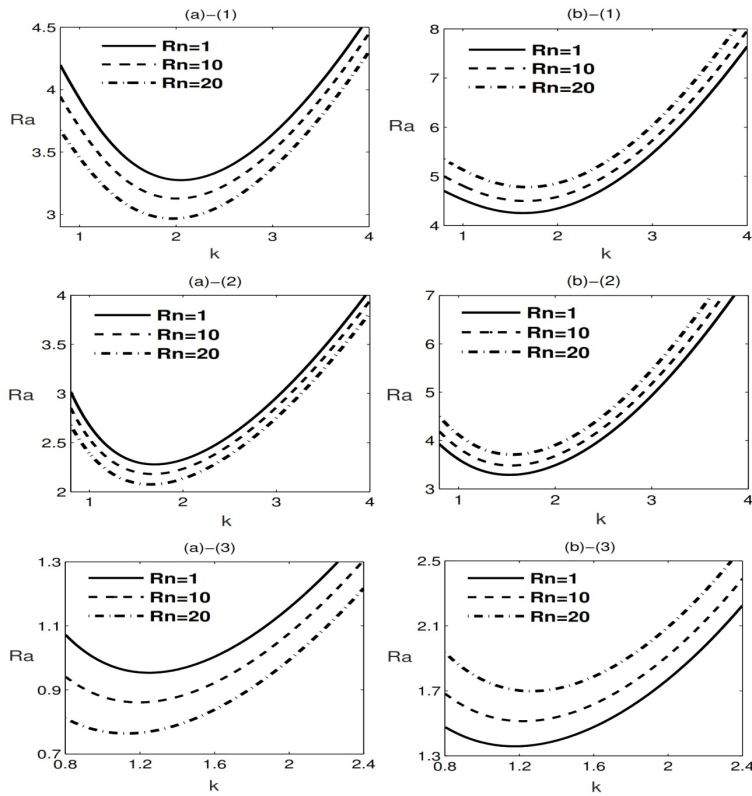 (a)−(1)
4.5
4
3.5
3
Ra
Rn=1
Rn=10
Rn=20
1
2
3
4
k
(b)−(1)
8
7
6
5
4
Ra
Rn=1
Rn=10
Rn=20
1
2
3
4
k
(a)−(2)
4
3.5
3
2.5
2
Ra
Rn=1
Rn=10
Rn=20
1
2
3
4
k
(b)−(2)
7
6
5
4
3
Ra
Rn=1
Rn=10
Rn=20
1
2
3
4
k
(a)−(3)
1.3
1.1
0.9
0.7
Ra
Rn=1
Rn=10
Rn=20
0.8
1.2
1.6
2
2.4
k
(b)−(3)
2.5
2.1
1.7
1.3
Ra
Rn=1
Rn=10
Rn=20
0.8
1.2
1.6
2
2.4
k